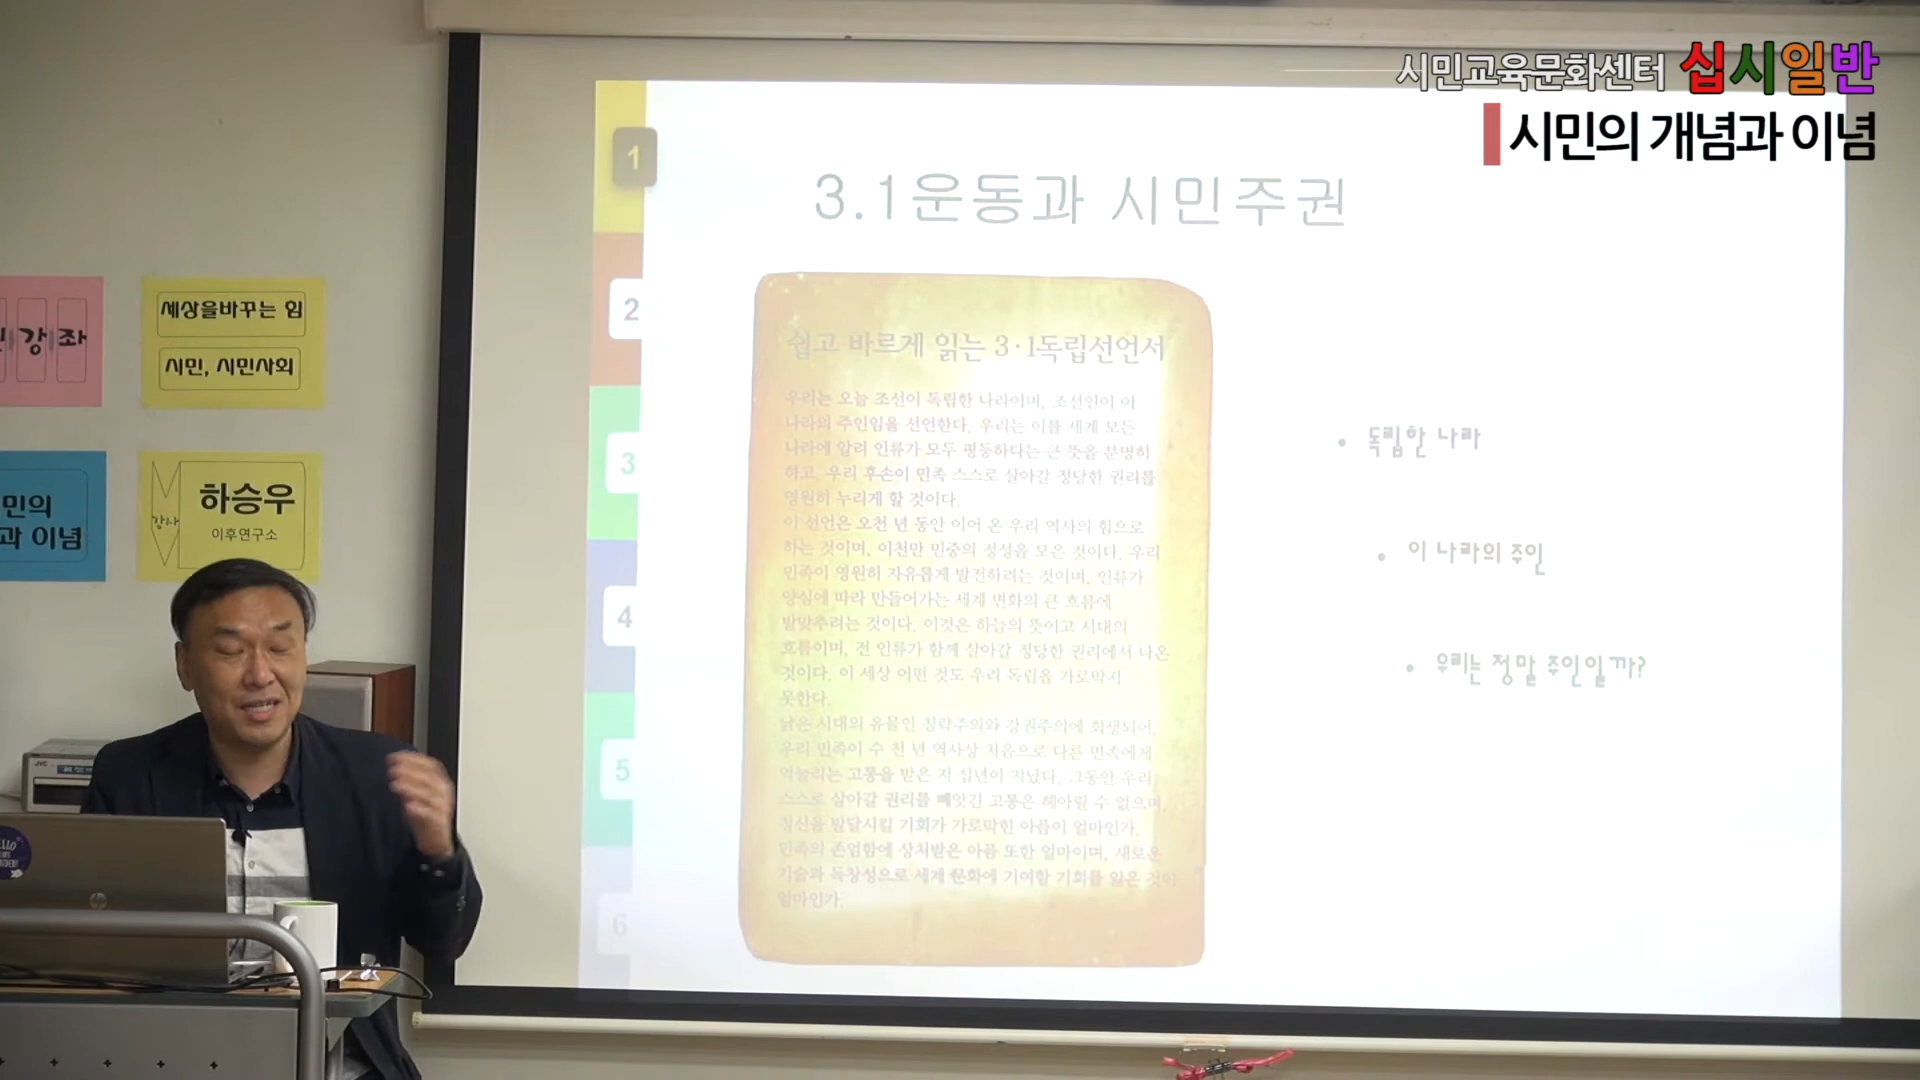 시민교육문화센터 십시일반
시민의 개념과 이념
1
3.1운동과 시민주권
2
3
4
5
6
쉽고 바르게 읽는 3·1독립선언서
우리는 오늘 조선이 독립한 나라이며, 조선인이 이
나라의 주인임을 선언한다. 우리는 이를 세계 모든
나라에 알려 인류가 모두 평등하다는 큰 뜻을 분명히
하고, 우리 후손이 민족 스스로 살아갈 정당한 권리를
영원히 누리게 할 것이다.
이 선언은 오천 년 동안 이어 온 우리 역사의 힘으로
하는 것이며, 이천만 민중의 정성을 모은 것이다. 우리
민족이 영원히 자유롭게 발전하려는 것이며, 인류가
양심에 따라 만들어가는 세계 변화의 큰 흐름에
발맞추려는 것이다. 이것은 하늘의 뜻이고 시대의
흐름이며, 전 인류가 함께 살아갈 정당한 권리에서 나온
것이다. 이 세상 어떤 것도 우리 독립을 가로막지
못한다.
낡은 시대의 유물인 침략주의와 강권주의에 희생되어,
우리 민족이 수 천 년 역사상 처음으로 다른 민족에게
억눌리는 고통을 받은 지 십년이 지났다. 그동안 우리
스스로 살아갈 권리를 빼앗긴 고통은 헤아릴 수 없으며,
정신을 발달시킬 기회가 가로막힌 아픔이 얼마인가.
민족의 존엄함에 상처받은 아픔 또한 얼마이며, 새로운
기술과 독창성으로 세계 문화에 기여할 기회를 잃은 것이
얼마인가.
• 독립한 나라
• 이 나라의 주인
• 우리는 정말 주인일까?
강좌
세상을바꾸는 힘
시민, 시민사회
민의
과 이념
강사
하승우
이후연구소
JVC
hp